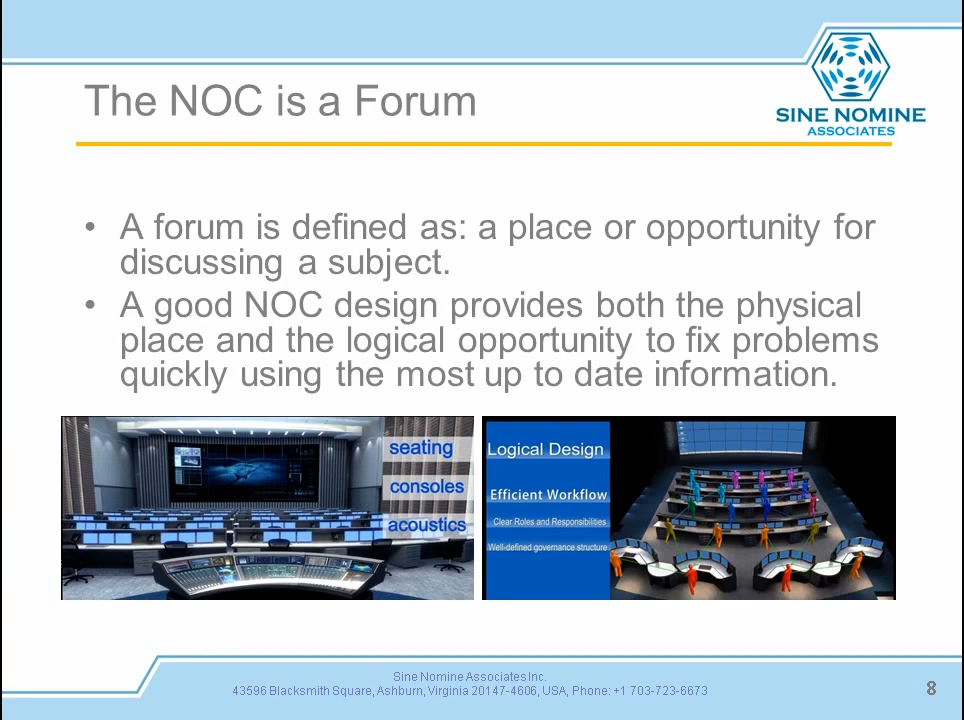 The NOC is a Forum
SINE NOMINE
ASSOCIATES
• A forum is defined as: a place or opportunity for
discussing a subject.
• A good NOC design provides both the physical
place and the logical opportunity to fix problems
quickly using the most up to date information.
seating
consoles
acoustics
Logical Design
Efficient Workflow
Clear Roles and Responsibilities
Well-defined governance structure
Sine Nomine Associates Inc.
43596 Blacksmith Square, Ashburn, Virginia 20147-4606, USA, Phone: +1 703-723-6673
8